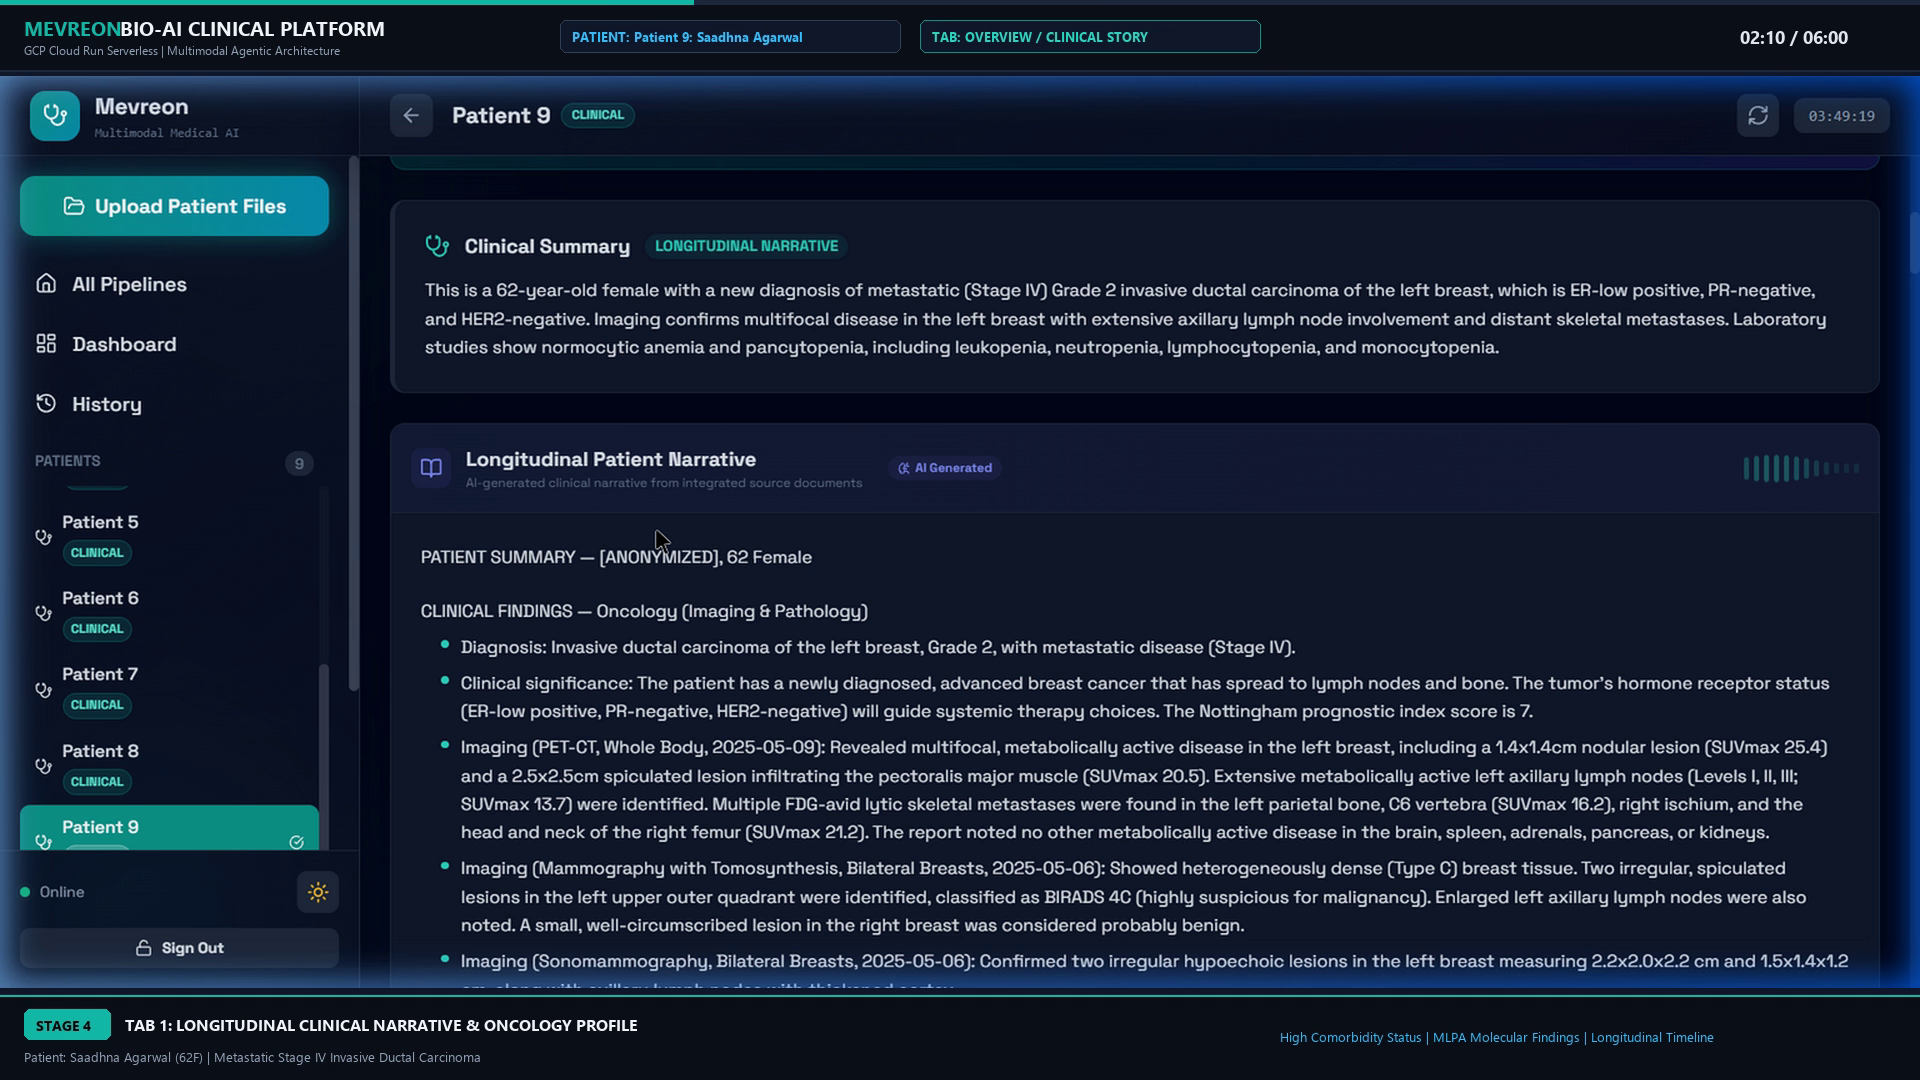 MEVREONBIO-AI CLINICAL PLATFORM
GCP Cloud Run Serverless | Multimodal Agentic Architecture
PATIENT: Patient 9: Saadhna Agarwal
TAB: OVERVIEW / CLINICAL STORY
02:10 / 06:00
Mevreon
Multimodal Medical AI
Patient 9
CLINICAL
03:49:19
Upload Patient Files
All Pipelines
Dashboard
History
PATIENTS
9
Patient 5
CLINICAL
Patient 6
CLINICAL
Patient 7
CLINICAL
Patient 8
CLINICAL
Patient 9
Online
Sign Out
Clinical Summary
LONGITUDINAL NARRATIVE
This is a 62-year-old female with a new diagnosis of metastatic (Stage IV) Grade 2 invasive ductal carcinoma of the left breast, which is ER-low positive, PR-negative,
and HER2-negative. Imaging confirms multifocal disease in the left breast with extensive axillary lymph node involvement and distant skeletal metastases. Laboratory
studies show normocytic anemia and pancytopenia, including leukopenia, neutropenia, lymphocytopenia, and monocytopenia.
Longitudinal Patient Narrative
AI-generated clinical narrative from integrated source documents
AI Generated
PATIENT SUMMARY — [ANONYMIZED], 62 Female
CLINICAL FINDINGS — Oncology (Imaging & Pathology)
Diagnosis: Invasive ductal carcinoma of the left breast, Grade 2, with metastatic disease (Stage IV).
Clinical significance: The patient has a newly diagnosed, advanced breast cancer that has spread to lymph nodes and bone. The tumor's hormone receptor status
(ER-low positive, PR-negative, HER2-negative) will guide systemic therapy choices. The Nottingham prognostic index score is 7.
Imaging (PET-CT, Whole Body, 2025-05-09): Revealed multifocal, metabolically active disease in the left breast, including a 1.4x1.4cm nodular lesion (SUVmax 25.4)
and a 2.5x2.5cm spiculated lesion infiltrating the pectoralis major muscle (SUVmax 20.5). Extensive metabolically active left axillary lymph nodes (Levels I, II, III;
SUVmax 13.7) were identified. Multiple FDG-avid lytic skeletal metastases were found in the left parietal bone, C6 vertebra (SUVmax 16.2), right ischium, and the
head and neck of the right femur (SUVmax 21.2). The report noted no other metabolically active disease in the brain, spleen, adrenals, pancreas, or kidneys.
Imaging (Mammography with Tomosynthesis, Bilateral Breasts, 2025-05-06): Showed heterogeneously dense (Type C) breast tissue. Two irregular, spiculated
lesions in the left upper outer quadrant were identified, classified as BIRADS 4C (highly suspicious for malignancy). Enlarged left axillary lymph nodes were also
noted. A small, well-circumscribed lesion in the right breast was considered probably benign.
Imaging (Sonomammography, Bilateral Breasts, 2025-05-06): Confirmed two irregular hypoechoic lesions in the left breast measuring 2.2x2.0x2.2 cm and 1.5x1.4x1.2
STAGE 4
TAB 1: LONGITUDINAL CLINICAL NARRATIVE & ONCOLOGY PROFILE
Patient: Saadhna Agarwal (62F) | Metastatic Stage IV Invasive Ductal Carcinoma
High Comorbidity Status | MLPA Molecular Findings | Longitudinal Timeline